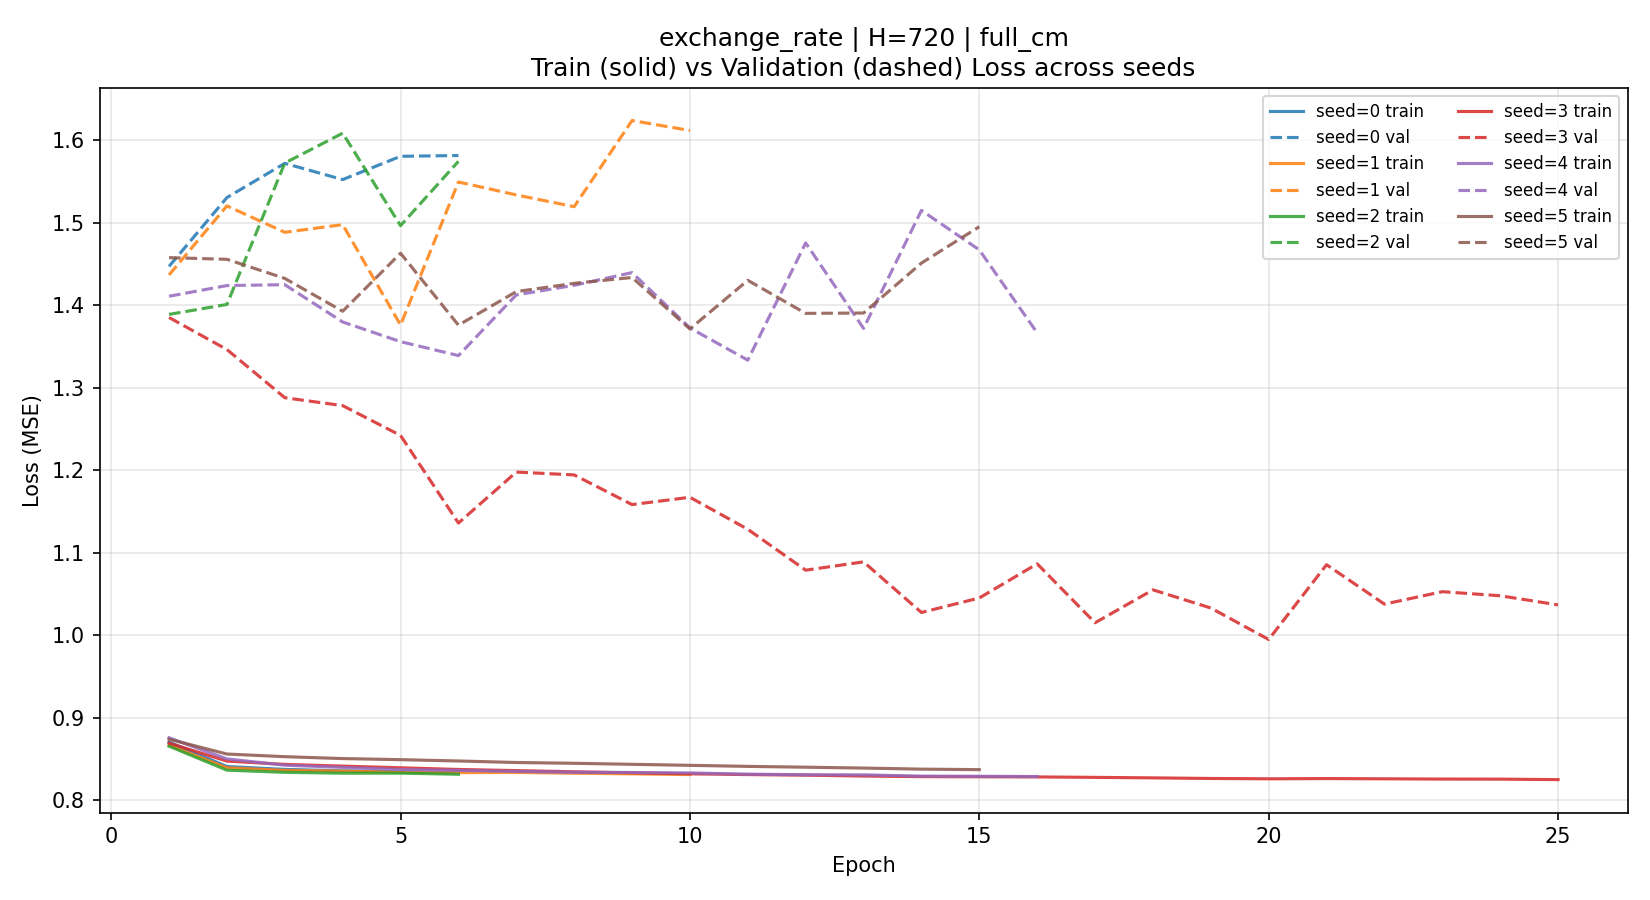 exchange_rate | H=720 | full_cm
Train (solid) vs Validation (dashed) Loss across seeds
seed=0 train
seed=0 val
seed=1 train
seed=1 val
seed=2 train
seed=2 val
seed=3 train
seed=3 val
seed=4 train
seed=4 val
seed=5 train
seed=5 val
Loss (MSE)
1.6
1.5
1.4
1.3
1.2
1.1
1.0
0.9
0.8
0 5 10 15 20 25
Epoch